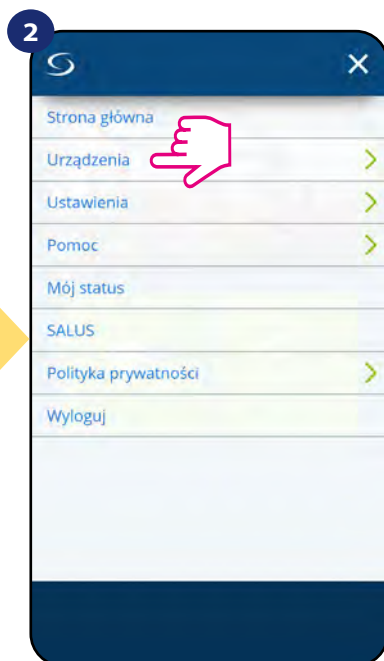 2
Strona główna
Urządzenia
Ustawienia
Pomoc
Mój status
SALUS
Polityka prywatności
Wyloguj